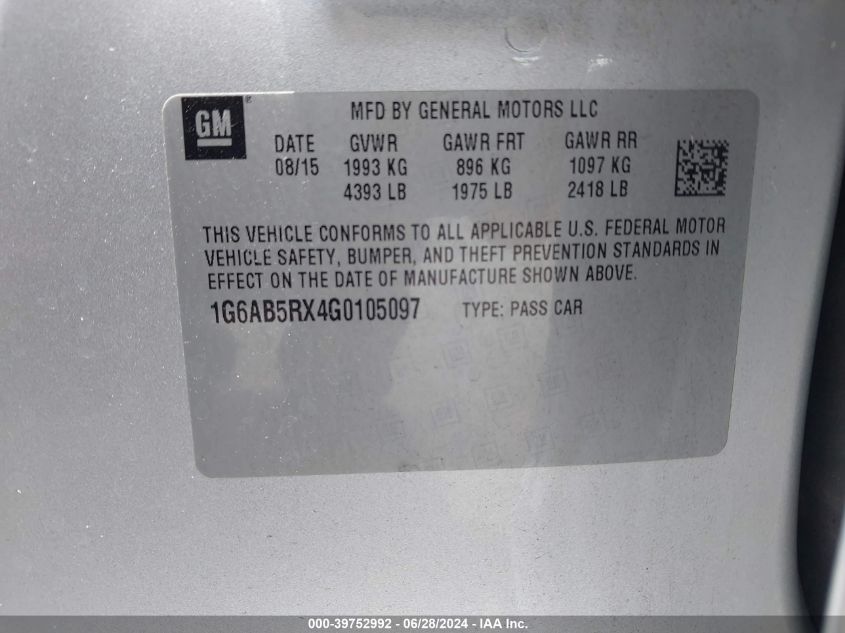 GM
MFD BY GENERAL MOTORS LLC
DATE GVWR GAWR FRT GAWR RR
08/15 1993 KG 896 KG 1097 KG
4393 LB 1975 LB 2418 LB
THIS VEHICLE CONFORMS TO ALL APPLICABLE U.S. FEDERAL MOTOR
VEHICLE SAFETY, BUMPER, AND THEFT PREVENTION STANDARDS IN
EFFECT ON THE DATE OF MANUFACTURE SHOWN ABOVE.
1G6AB5RX4G0105097 TYPE: PASS CAR
000-39752992 - 06/28/2024 - IAA Inc.